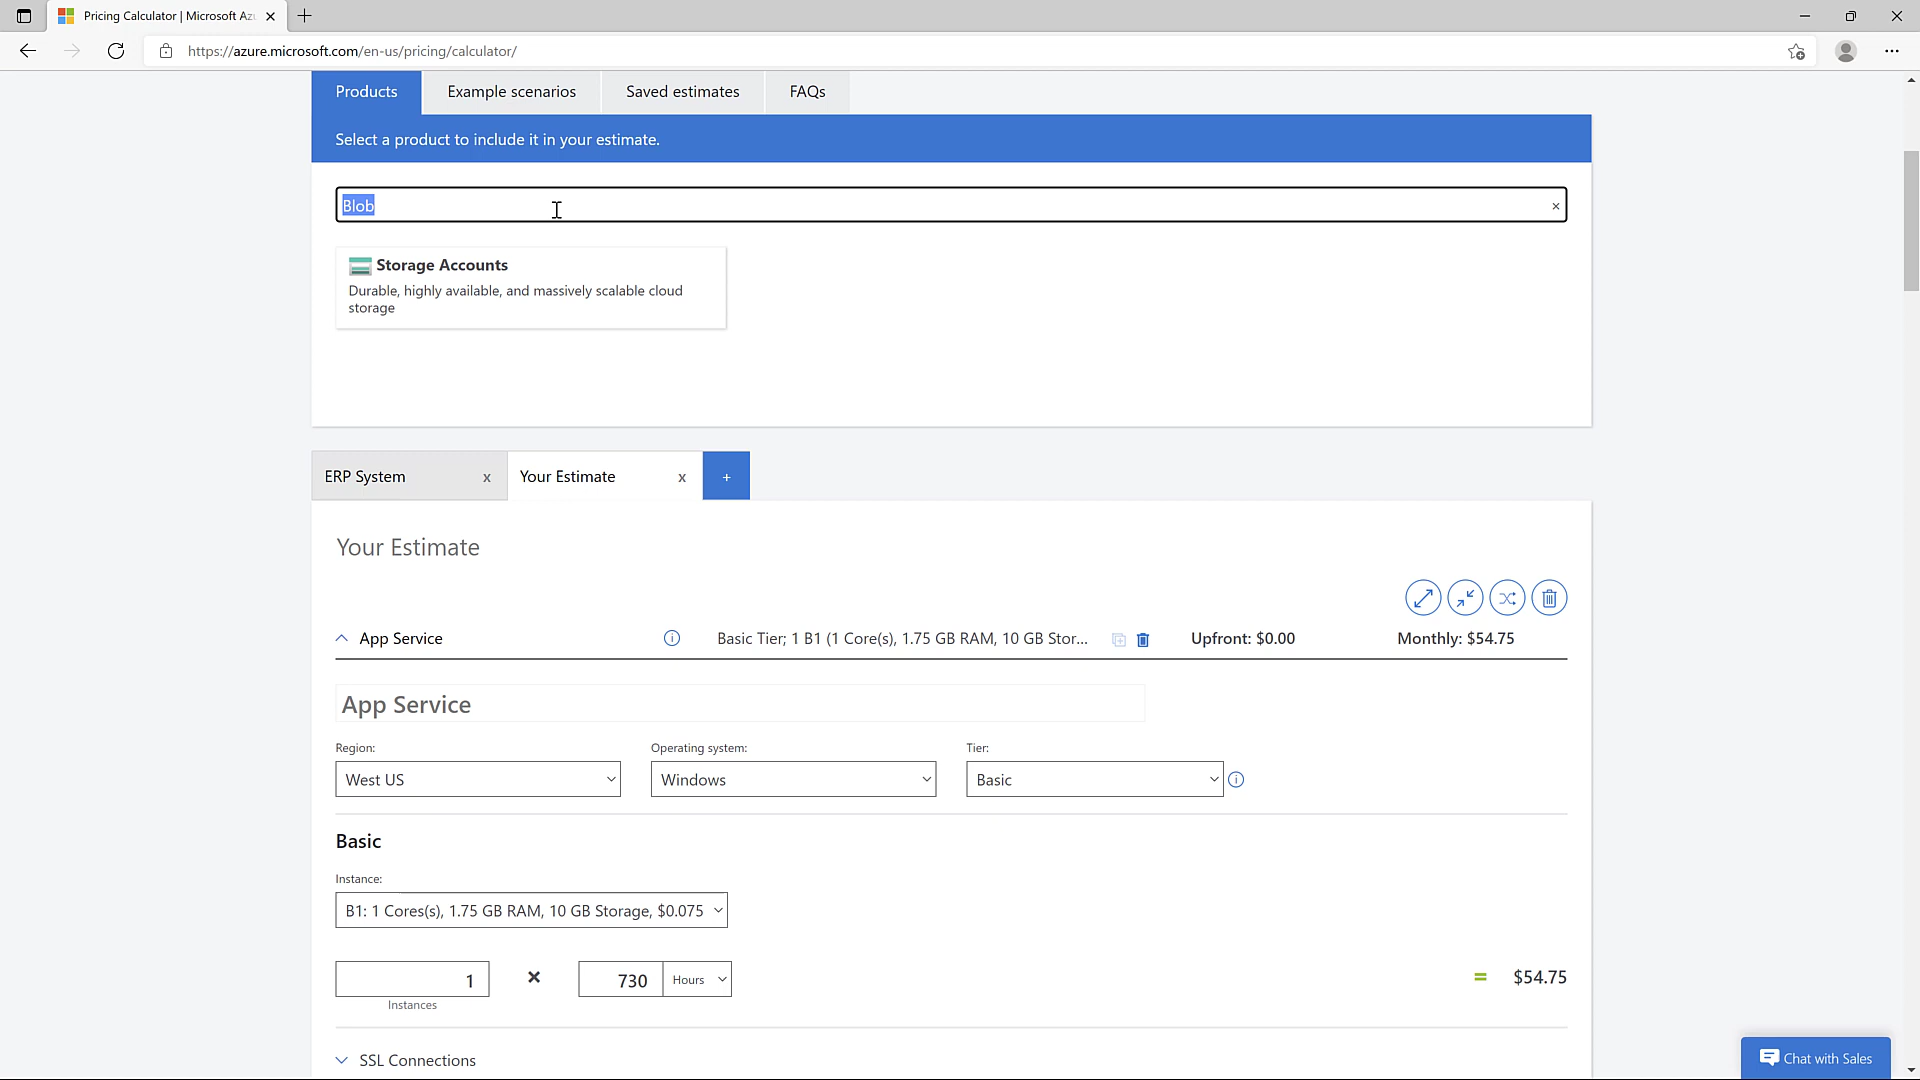 Pricing Calculator | Microsoft Az
https://azure.microsoft.com/en-us/pricing/calculator/
Products
Example scenarios
Saved estimates
FAQs
Select a product to include it in your estimate.
Blob
×
Storage Accounts
Durable, highly available, and massively scalable cloud
storage
ERP System
x
Your Estimate
x
+
Your Estimate
App Service
Basic Tier; 1 B1 (1 Core(s), 1.75 GB RAM, 10 GB Stor...
Upfront: $0.00
Monthly: $54.75
App Service
Region:
Operating system:
Tier:
West US
Windows
Basic
Basic
Instance:
B1: 1 Cores(s), 1.75 GB RAM, 10 GB Storage, $0.075
1
×
730
Hours
=
$54.75
Instances
SSL Connections
Chat with Sales